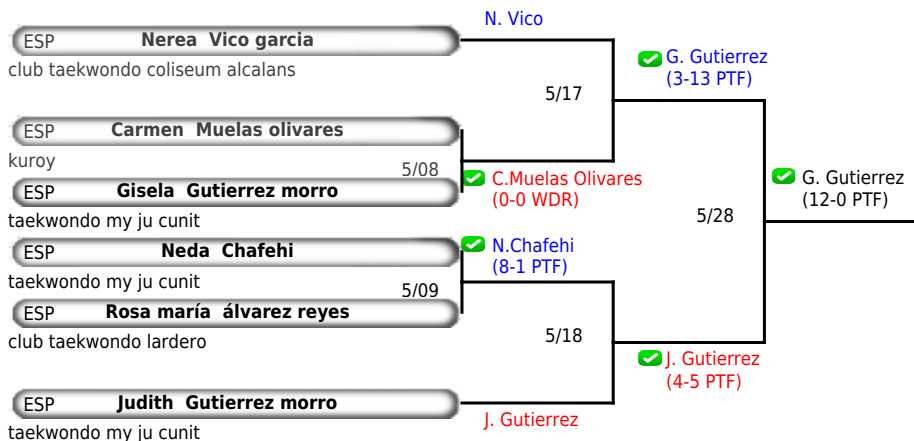 N. Vico
ESP Nerea Vico garcia
club taekwondo coliseum alcalans
G. Gutierrez
(3-13 PTF)
5/17
ESP Carmen Muelas olivares
kuroy
5/08
ESP Gisela Gutierrez morro
taekwondo my ju cunit
C.Muelas Olivares
(0-0 WDR)
G. Gutierrez
(12-0 PTF)
5/28
ESP Neda Chafehi
taekwondo my ju cunit
N.Chafehi
(8-1 PTF)
5/09
ESP Rosa maría álvarez reyes
club taekwondo lardero
5/18
J. Gutierrez
(4-5 PTF)
ESP Judith Gutierrez morro
taekwondo my ju cunit
J. Gutierrez